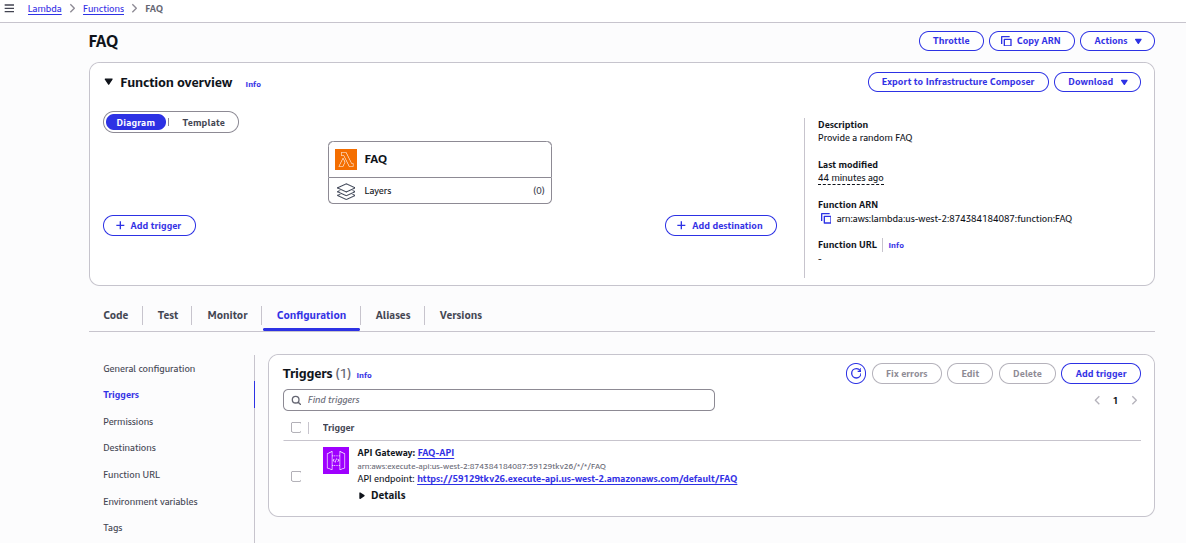 Lambda > Functions > FAQ
FAQ
Throttle Copy ARN Actions
Function overview Info
Export to Infrastructure Composer Download
Diagram Template
FAQ
Layers (0)
Add trigger
Add destination
Description
Provide a random FAQ
Last modified
44 minutes ago
Function ARN
arn:aws:lambda:us-west-2:874384184087:function:FAQ
Function URL Info
-
Code Test Monitor Configuration Aliases Versions
General configuration
Triggers
Permissions
Destinations
Function URL
Environment variables
Tags
Triggers (1) Info
Fix errors Edit Delete Add trigger
Find triggers
1
Trigger
API Gateway: FAQ-API
arn:aws:execute-api:us-west-2:874384184087:59129tkv26/*/*/FAQ
API endpoint: https://59129tkv26.execute-api.us-west-2.amazonaws.com/default/FAQ
Details